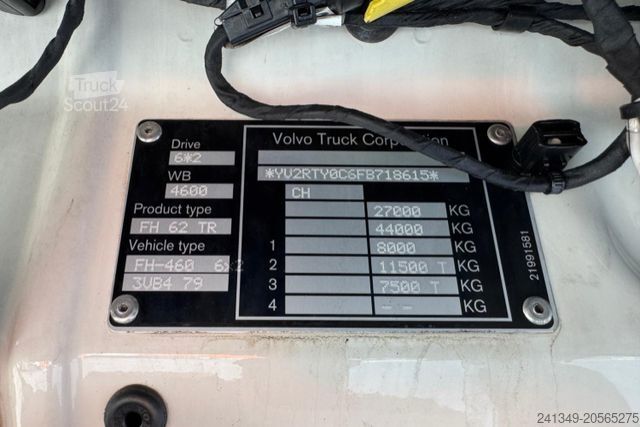 Truck
Scout24
Volvo Truck Corporation
Drive
6*2
*YV2RTY0C6FB718615*
WB
4600
CH
Product type
27000 KG
FH 62 TR
44000 KG
Vehicle type
1 8000 KG
FH-460 6x2
2 11500 T KG
3VB4 79
3 7500 T KG
4 -- KG
21991581
241349-20565275